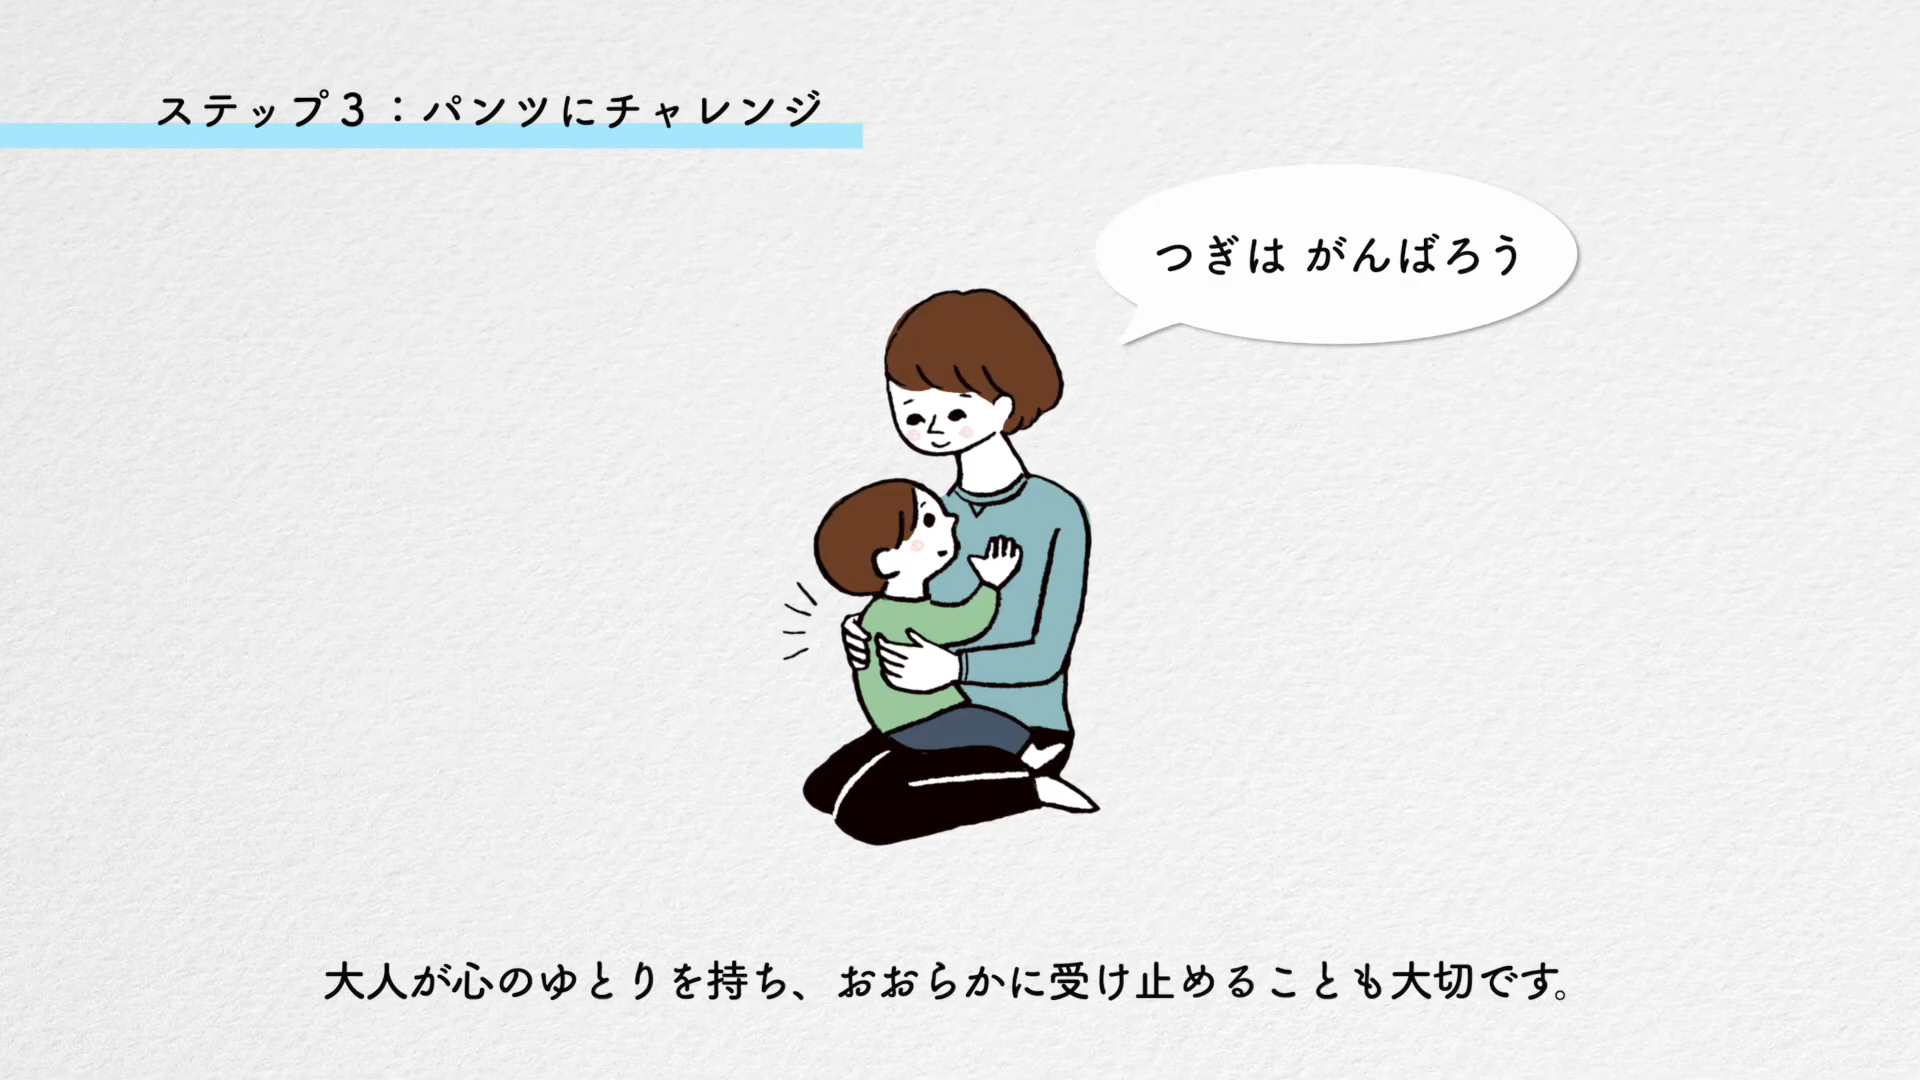 ステップ３：パンツにチャレンジ
つぎは がんばろう
大人が心のゆとりを持ち、おおらかに受け止めることも大切です。